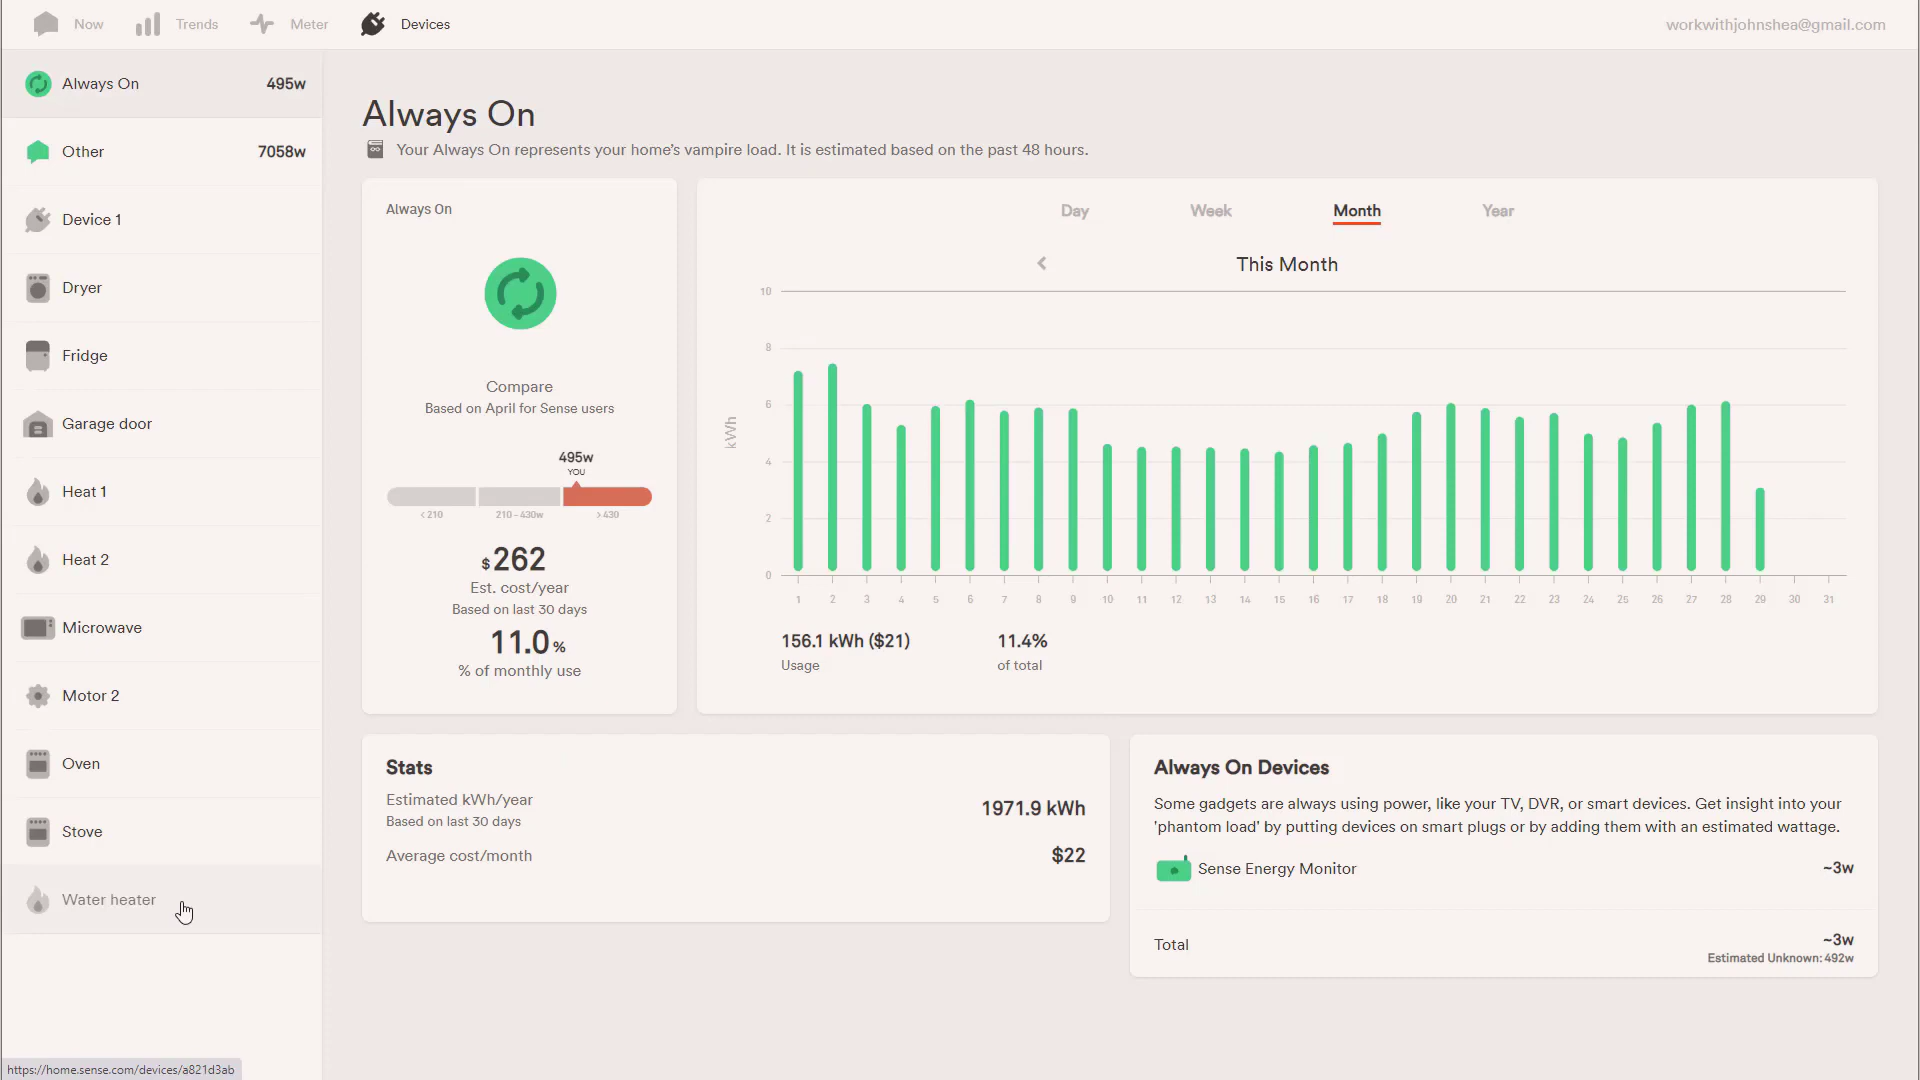 Now
Trends
Meter
Devices
workwithjohnshea@gmail.com
Always On 495w
Other 7058w
Device 1
Dryer
Fridge
Garage door
Heat 1
Heat 2
Microwave
Motor 2
Oven
Stove
Water heater
https://home.sense.com/devices/a821d3ab
Always On
Your Always On represents your home's vampire load. It is estimated based on the past 48 hours.
Always On
Compare
Based on April for Sense users
495w
YOU
< 210 210 - 430w > 430
$262
Est. cost/year
Based on last 30 days
11.0%
% of monthly use
Day Week Month Year
This Month
10
8
6
4
2
0
kWh
1 2 3 4 5 6 7 8 9 10 11 12 13 14 15 16 17 18 19 20 21 22 23 24 25 26 27 28 29 30 31
156.1 kWh ($21) 11.4%
Usage of total
Stats
Estimated kWh/year
Based on last 30 days
1971.9 kWh
Average cost/month $22
Always On Devices
Some gadgets are always using power, like your TV, DVR, or smart devices. Get insight into your
'phantom load' by putting devices on smart plugs or by adding them with an estimated wattage.
Sense Energy Monitor ~3w
Total ~3w
Estimated Unknown: 492w